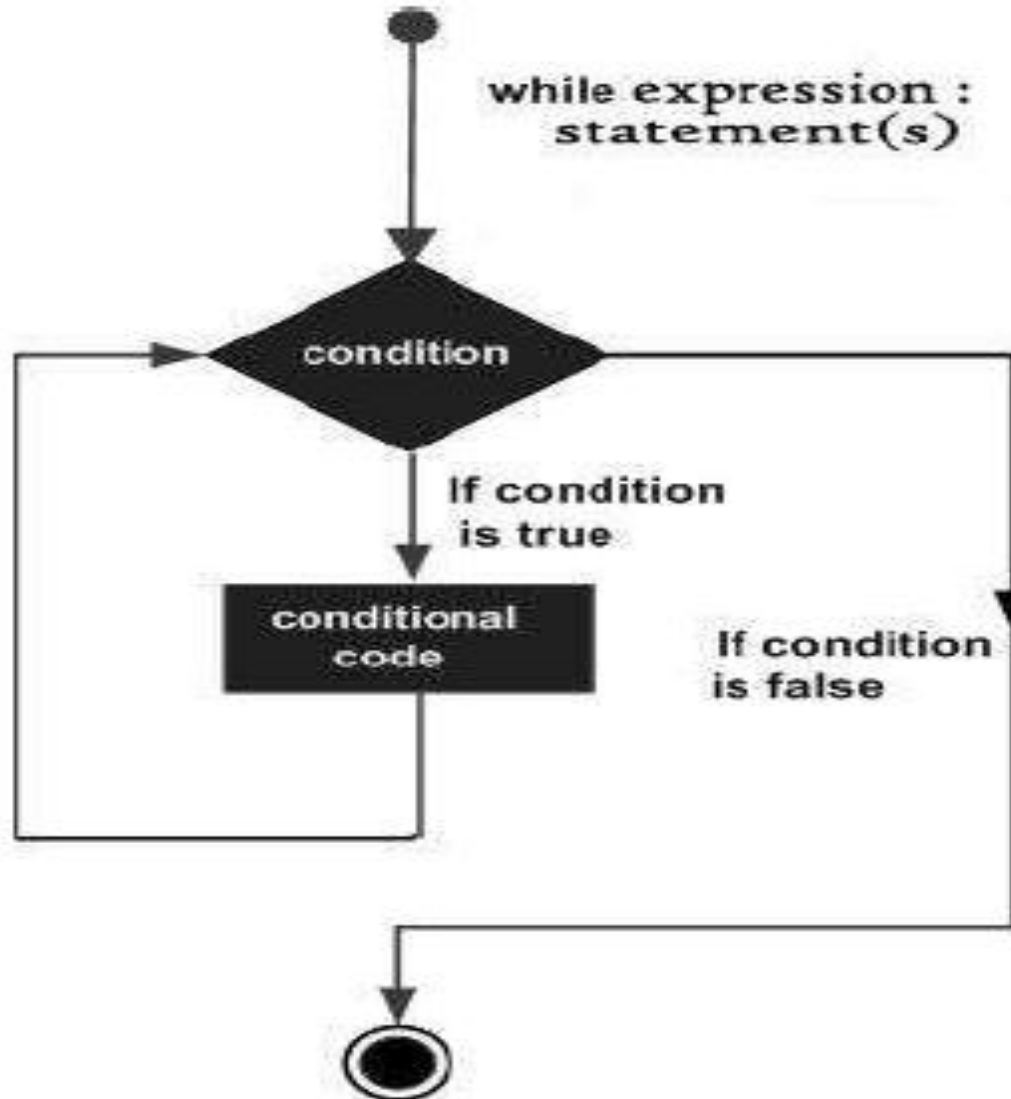 while expression :
statement(s)
condition
If condition
is true
conditional
code
If condition
is false